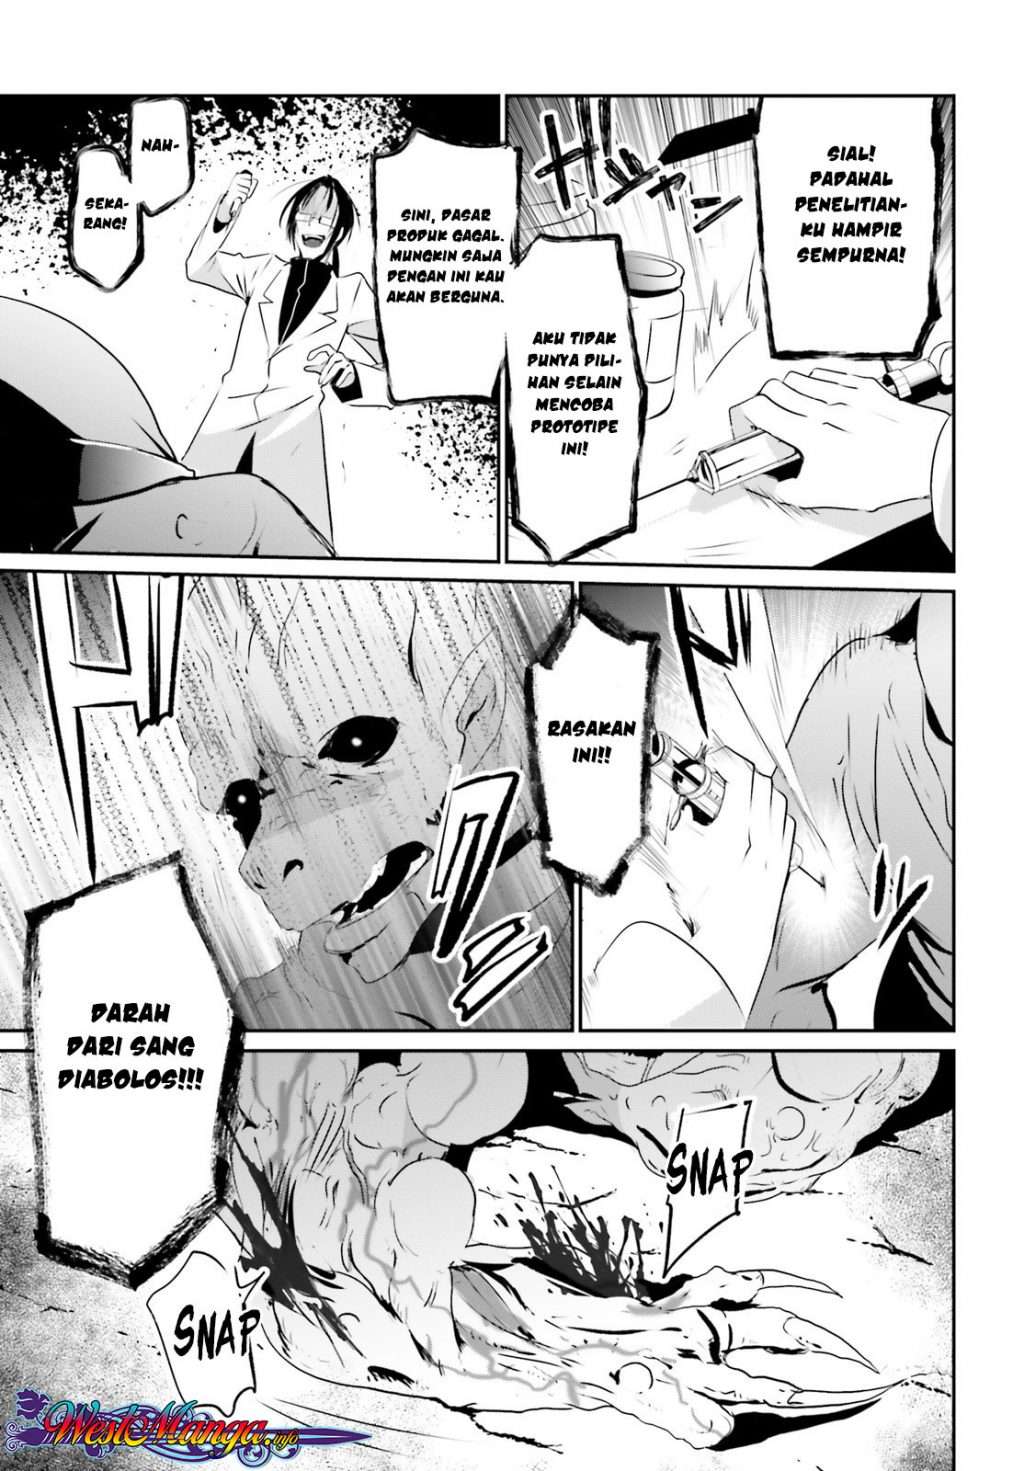 SIAL!
PADAHAL
PENELITIAN-
KU HAMPIR
SEMPURNA!
AKU TIDAK
PUNYA PILI-
HAN SELAIN
MENCOBA
PROTOTIPE
INI!
SINI, DASAR
PRODUK GAGAL.
MUNGKIN SAJA
DENGAN INI KAU
AKAN BERGUNA.
NAH-
SEKA-
RANG!
RASAKAN
INI!!
DARAH
DARI SANG
DIABOLOS!!!
SNAP
SNAP
WestManga.info